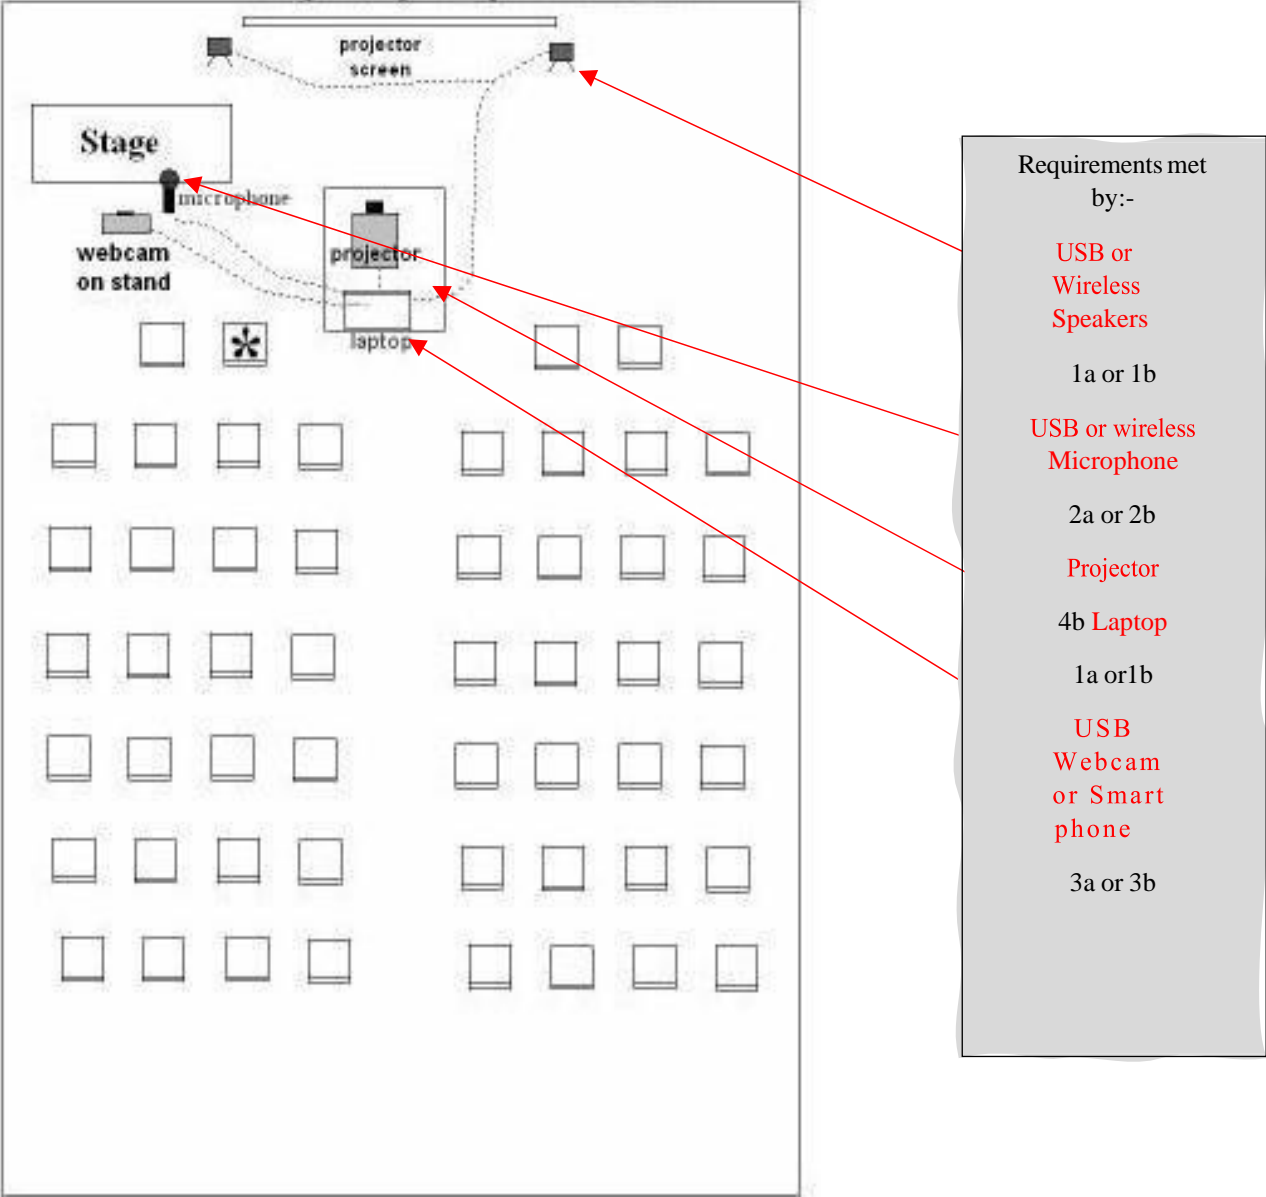 projector
screen
Stage
microphone
webcam
on stand
projector
laptop
*
Requirements met
by:-
USB or
Wireless
Speakers
1a or 1b
USB or wireless
Microphone
2a or 2b
Projector
4b Laptop
1a or1b
USB
Webcam
or Smart
phone
3a or 3b